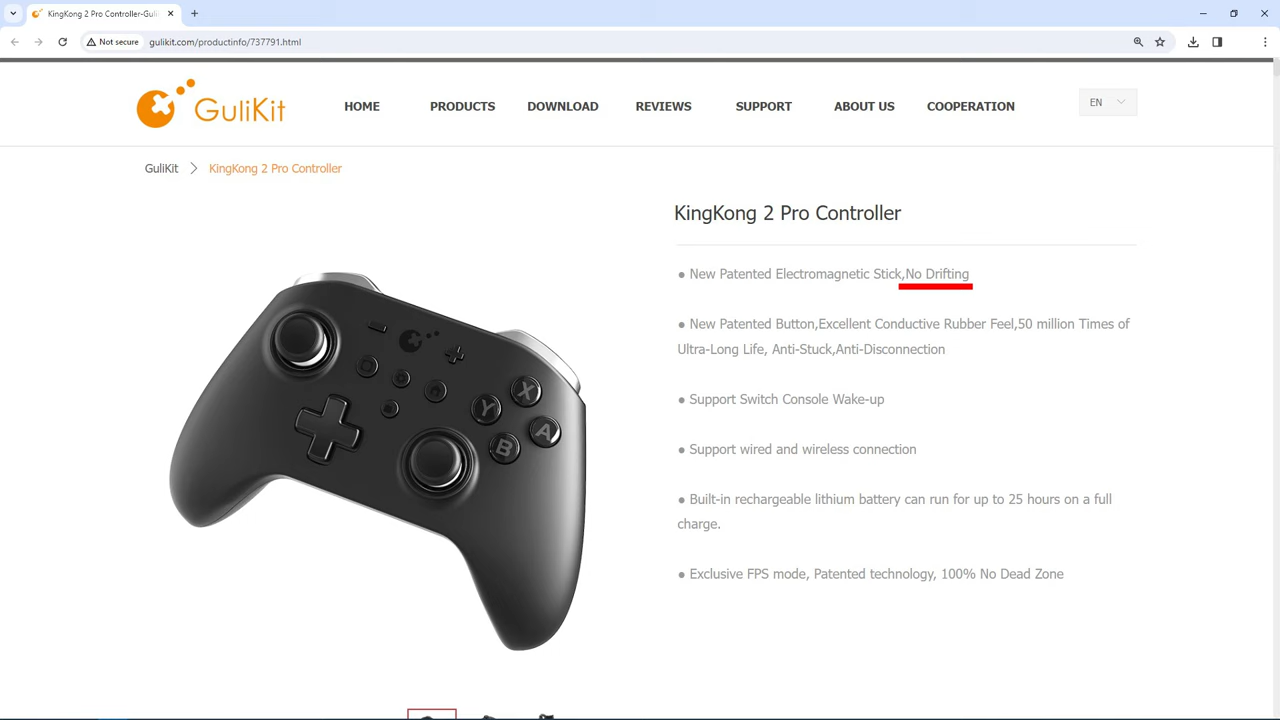 KingKong 2 Pro Controller-Guli
Not secure
gulikit.com/productinfo/737791.html
GuliKit
HOME
PRODUCTS
DOWNLOAD
REVIEWS
SUPPORT
ABOUT US
COOPERATION
EN
GuliKit
KingKong 2 Pro Controller
KingKong 2 Pro Controller
● New Patented Electromagnetic Stick,No Drifting
● New Patented Button,Excellent Conductive Rubber Feel,50 million Times of
Ultra-Long Life, Anti-Stuck,Anti-Disconnection
● Support Switch Console Wake-up
● Support wired and wireless connection
● Built-in rechargeable lithium battery can run for up to 25 hours on a full
charge.
● Exclusive FPS mode, Patented technology, 100% No Dead Zone
X
Y
A
B